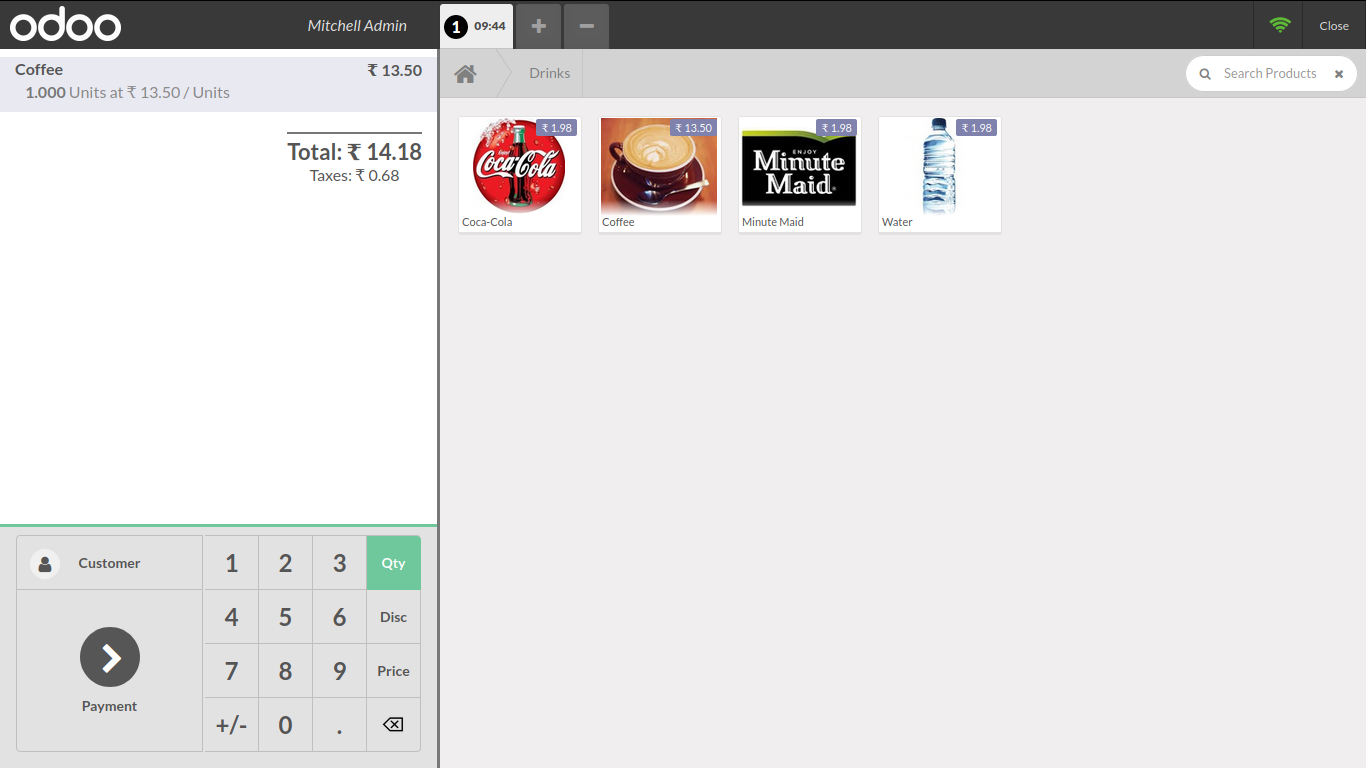 odoo
Mitchell Admin
1 09:44
+
-
Close
Coffee ₹ 13.50
1.000 Units at ₹ 13.50 / Units
Total: ₹ 14.18
Taxes: ₹ 0.68
Drinks
Search Products
₹ 1.98
Enjoy
Coca-Cola
Coca-Cola
₹ 13.50
Coffee
₹ 1.98
ENJOY
Minute
Maid
Minute Maid
₹ 1.98
Water
Customer
Payment
1 2 3 Qty
4 5 6 Disc
7 8 9 Price
+/- 0 .